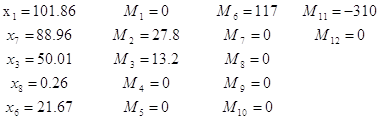 x₁ = 101.86 M₁ = 0 M₆ = 117 M₁₁ = −310
x₇ = 88.96 M₂ = 27.8 M₇ = 0 M₁₂ = 0
x₃ = 50.01 M₃ = 13.2 M₈ = 0
x₈ = 0.26 M₄ = 0 M₉ = 0
x₆ = 21.67 M₅ = 0 M₁₀ = 0